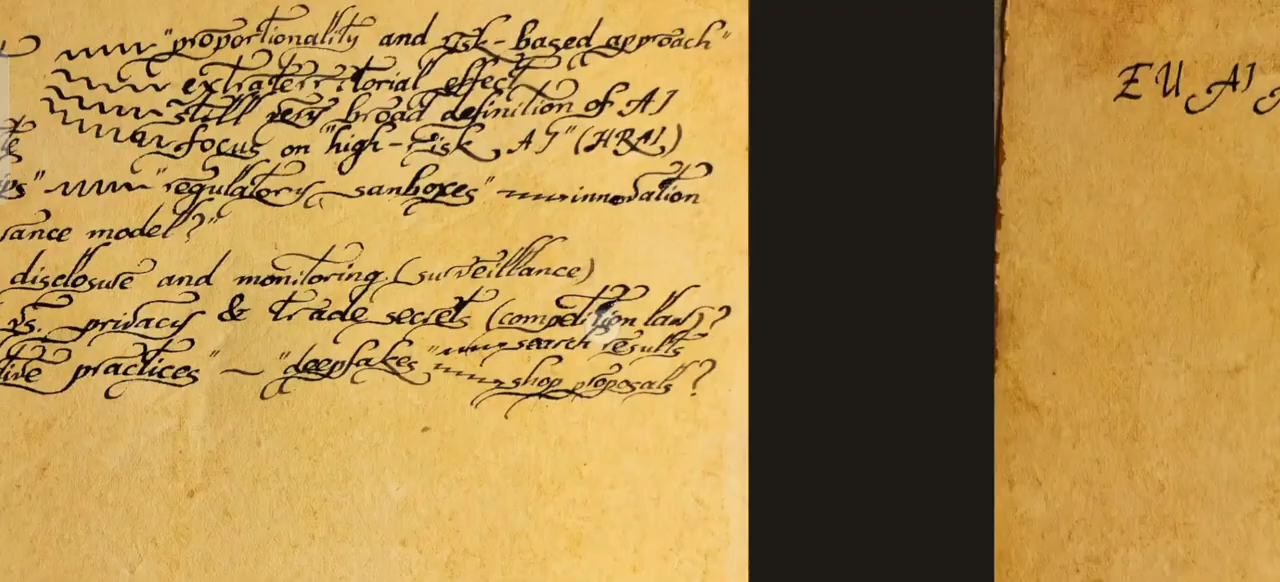 "proportionality and risk-based approach"
extraterritorial effect
still very broad definition of AI
focus on "high-risk AI" (HRAI)
"regulatory sanboxes" innovation
model?"
disclosure and monitoring (surveillance)
vs. privacy & trade secrets (competition law)?
practices" – "deepfakes" search results
shop proposals?
EU AI